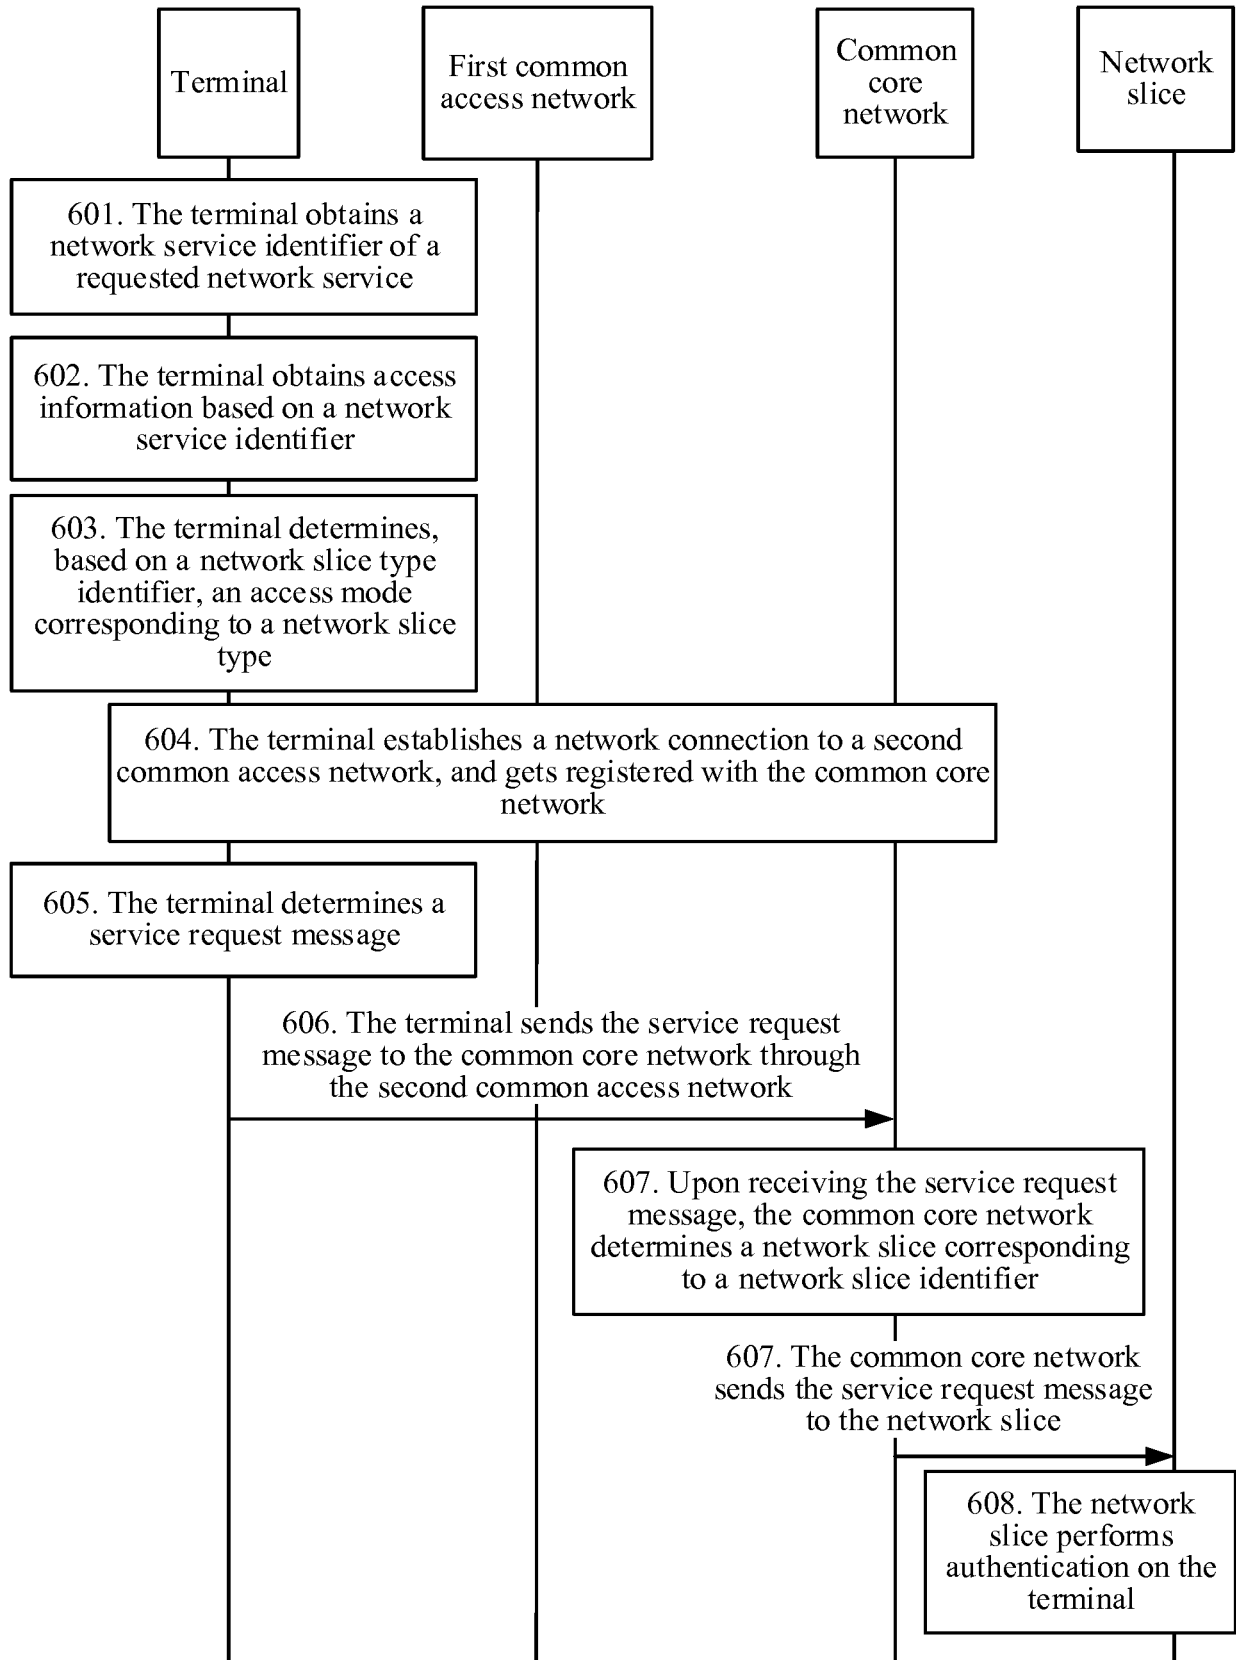 Terminal
First common
access network
Common
core
network
Network
slice
601. The terminal obtains a
network service identifier of a
requested network service
602. The terminal obtains access
information based on a network
service identifier
603. The terminal determines,
based on a network slice type
identifier, an access mode
corresponding to a network slice
type
604. The terminal establishes a network connection to a second
common access network, and gets registered with the common core
network
605. The terminal determines a
service request message
606. The terminal sends the service request
message to the common core network through
the second common access network
607. Upon receiving the service request
message, the common core network
determines a network slice corresponding
to a network slice identifier
607. The common core network
sends the service request message
to the network slice
608. The network
slice performs
authentication on the
terminal